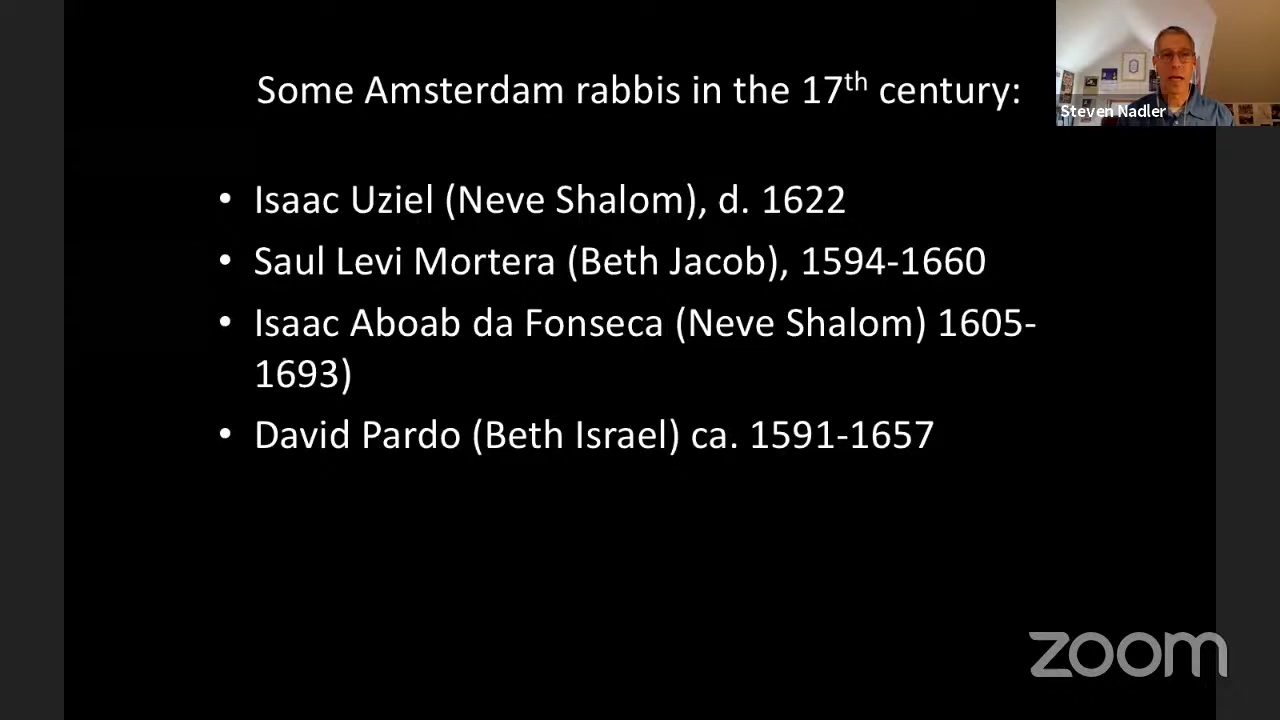 Some Amsterdam rabbis in the 17th century:
Steven Nadler
• Isaac Uziel (Neve Shalom), d. 1622
• Saul Levi Mortera (Beth Jacob), 1594-1660
• Isaac Aboab da Fonseca (Neve Shalom) 1605-
1693)
• David Pardo (Beth Israel) ca. 1591-1657
zoom